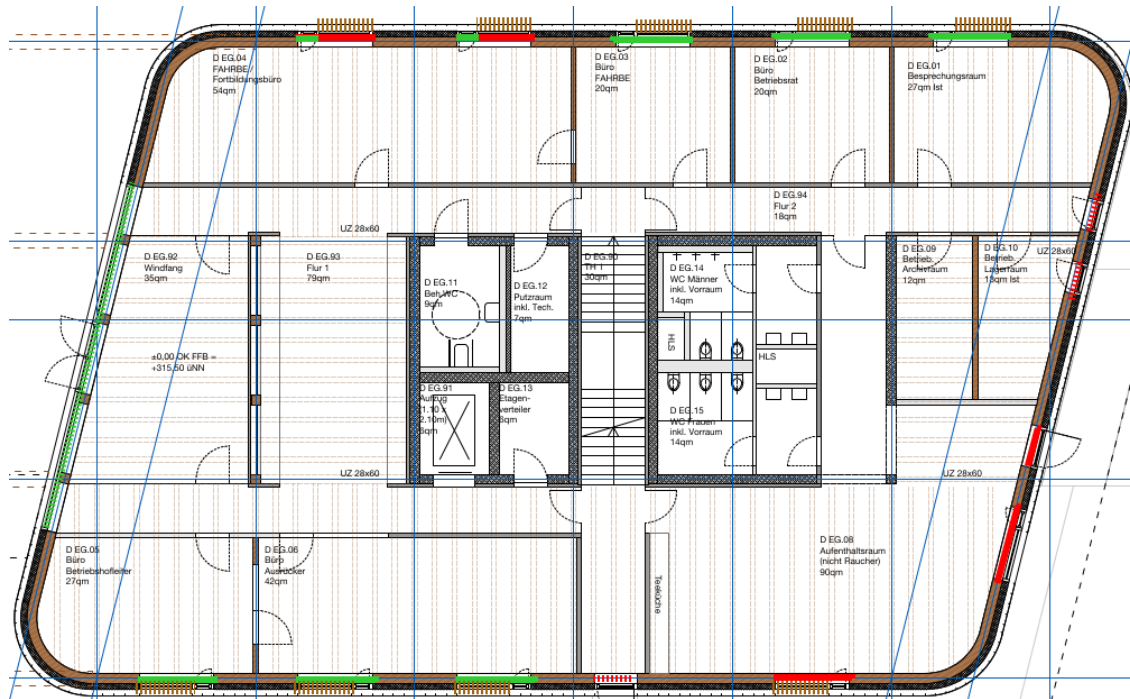 D EG.04
FAHRBE /
Fortbildungsbüro
54qm
D EG.03
Büro
FAHRBE
20qm
D EG.02
Büro
Betriebsrat
20qm
D EG.01
Besprechungsraum
27qm Ist
D EG.94
Flur 2
18qm
UZ 28x60
D EG.92
Windfang
35qm
D EG.93
Flur 1
79qm
D EG.90
TH 1
30qm
D EG.11
Beh.WC
9qm
D EG.12
Putzraum
inkl. Tech.
7qm
D EG.14
WC Männer
inkl. Vorraum
14qm
D EG.09
Betrieb.
Archivraum
12qm
D EG.10
Betrieb.
Lagerraum
13qm Ist
UZ 28x60
HLS
HLS
±0,00 OK FFB =
+315,50 üNN
D EG.91
Aufzug
(1.10 x
2.10m)
6qm
D EG.13
Etagen-
verteiler
6qm
D EG.15
WC Frauen
inkl. Vorraum
14qm
UZ 28x60
UZ 28x60
D EG.05
Büro
Betriebshofleiter
27qm
D EG.06
Büro
Ausrücker
42qm
Teeküche
D EG.08
Aufenthaltsraum
(nicht Raucher)
90qm